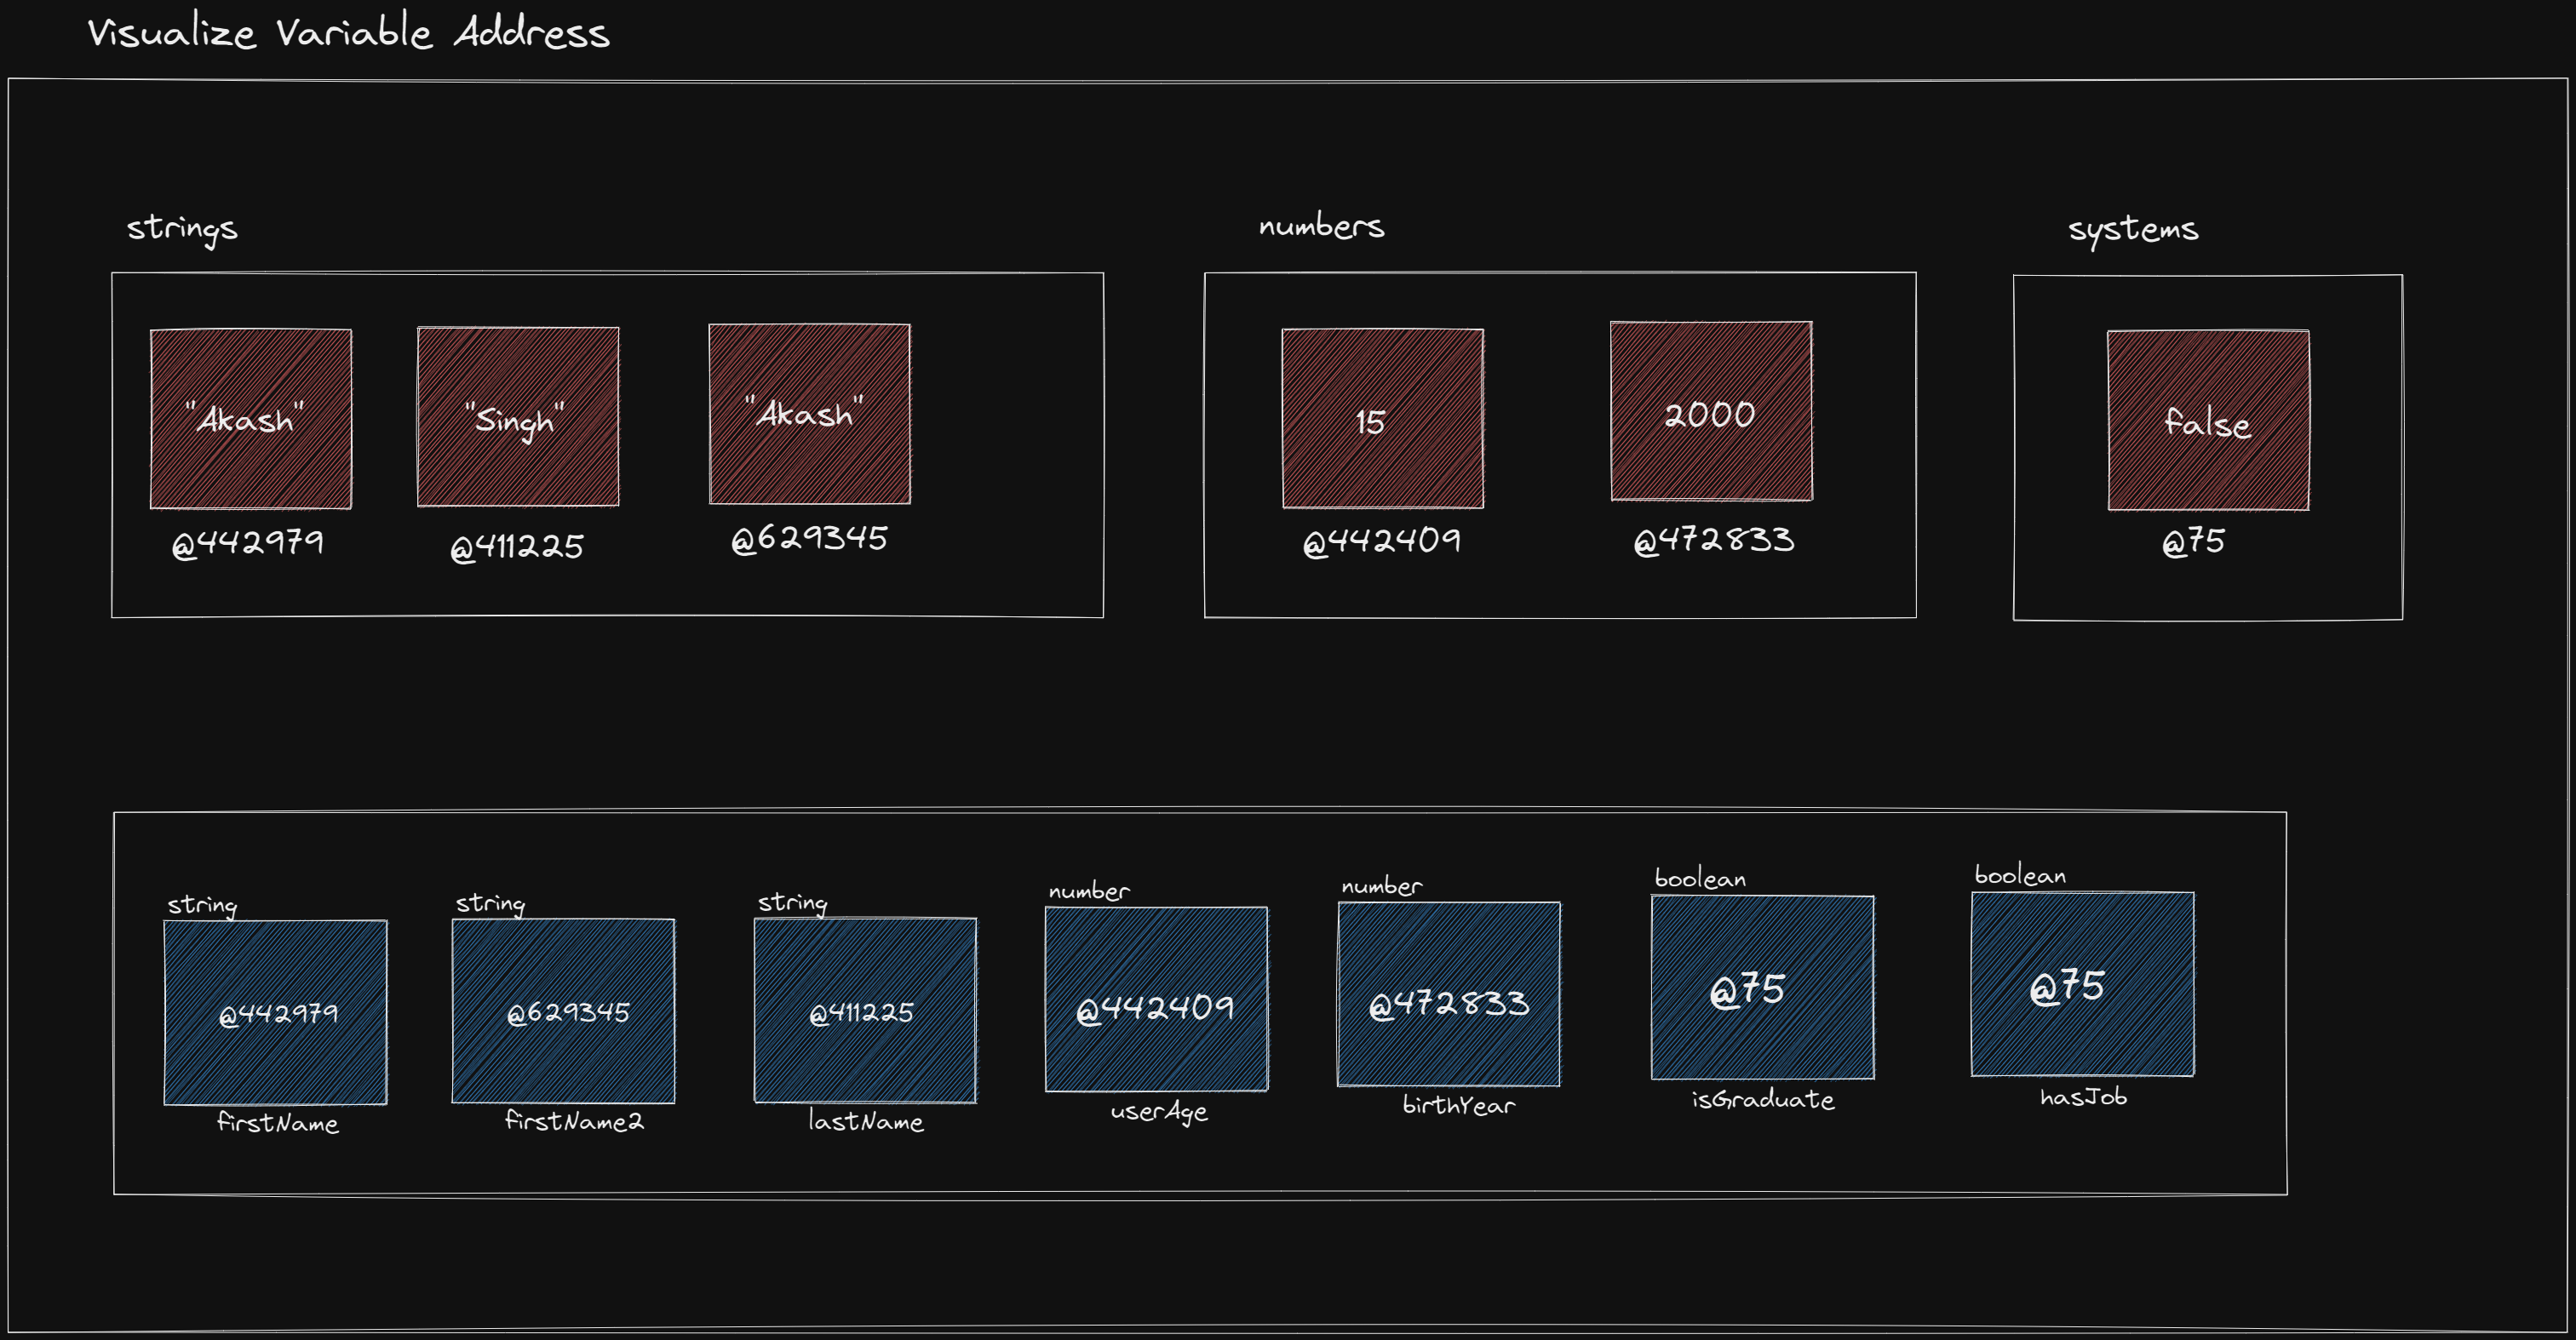 Visualize Variable Address
strings
numbers
systems
"Akash"
"Singh"
"Akash"
15
2000
false
@442979
@411225
@629345
@442409
@472833
@75
string
string
string
number
number
boolean
boolean
@442979
@629345
@411225
@442409
@472833
@75
@75
firstName
firstName2
lastName
userAge
birthYear
isGraduate
hasJob